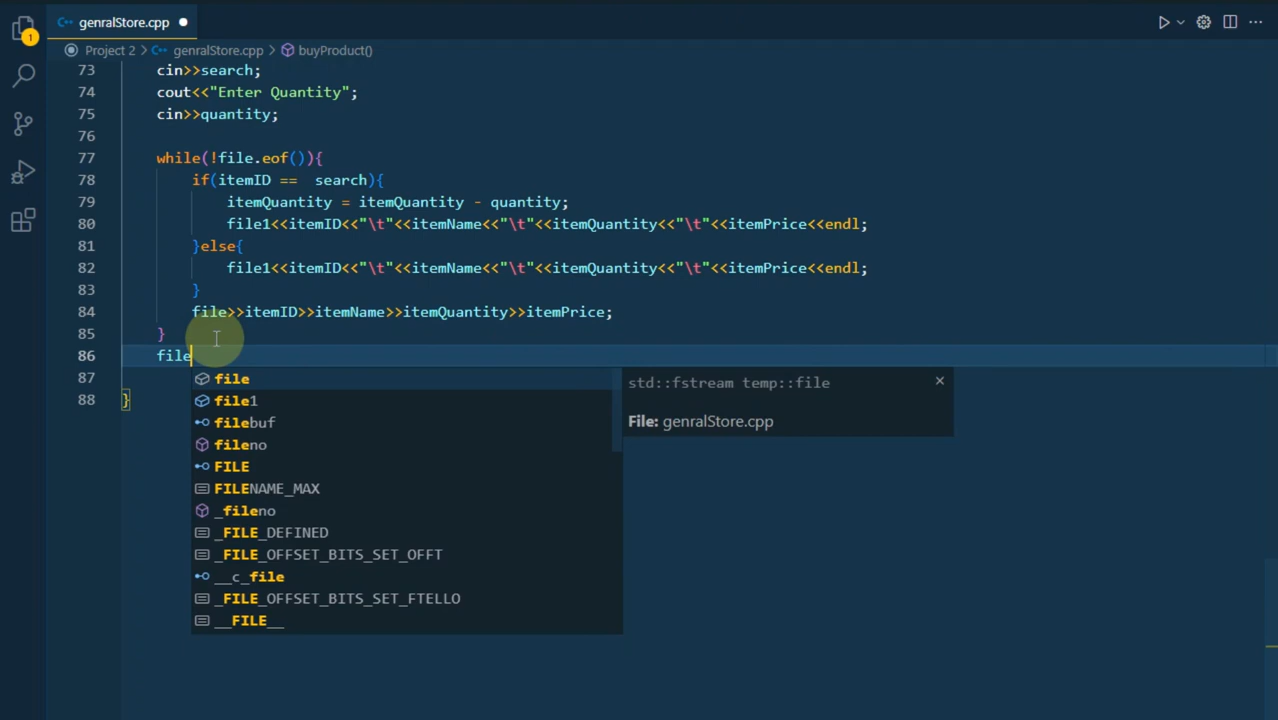 genralStore.cpp
1
Project 2 > genralStore.cpp > buyProduct()
73 cin>>search;
74 cout<<"Enter Quantity";
75 cin>>quantity;
76
77 while(!file.eof()){
78 if(itemID ==  search){
79 itemQuantity = itemQuantity - quantity;
80 file1<<itemID<<"\t"<<itemName<<"\t"<<itemQuantity<<"\t"<<itemPrice<<endl;
81 }else{
82 file1<<itemID<<"\t"<<itemName<<"\t"<<itemQuantity<<"\t"<<itemPrice<<endl;
83 }
84 file>>itemID>>itemName>>itemQuantity>>itemPrice;
85 }
86 file
87
88 }
file
file1
filebuf
fileno
FILE
FILENAME_MAX
_fileno
_FILE_DEFINED
_FILE_OFFSET_BITS_SET_OFFT
__c_file
_FILE_OFFSET_BITS_SET_FTELLO
__FILE__
std::fstream temp::file
File: genralStore.cpp